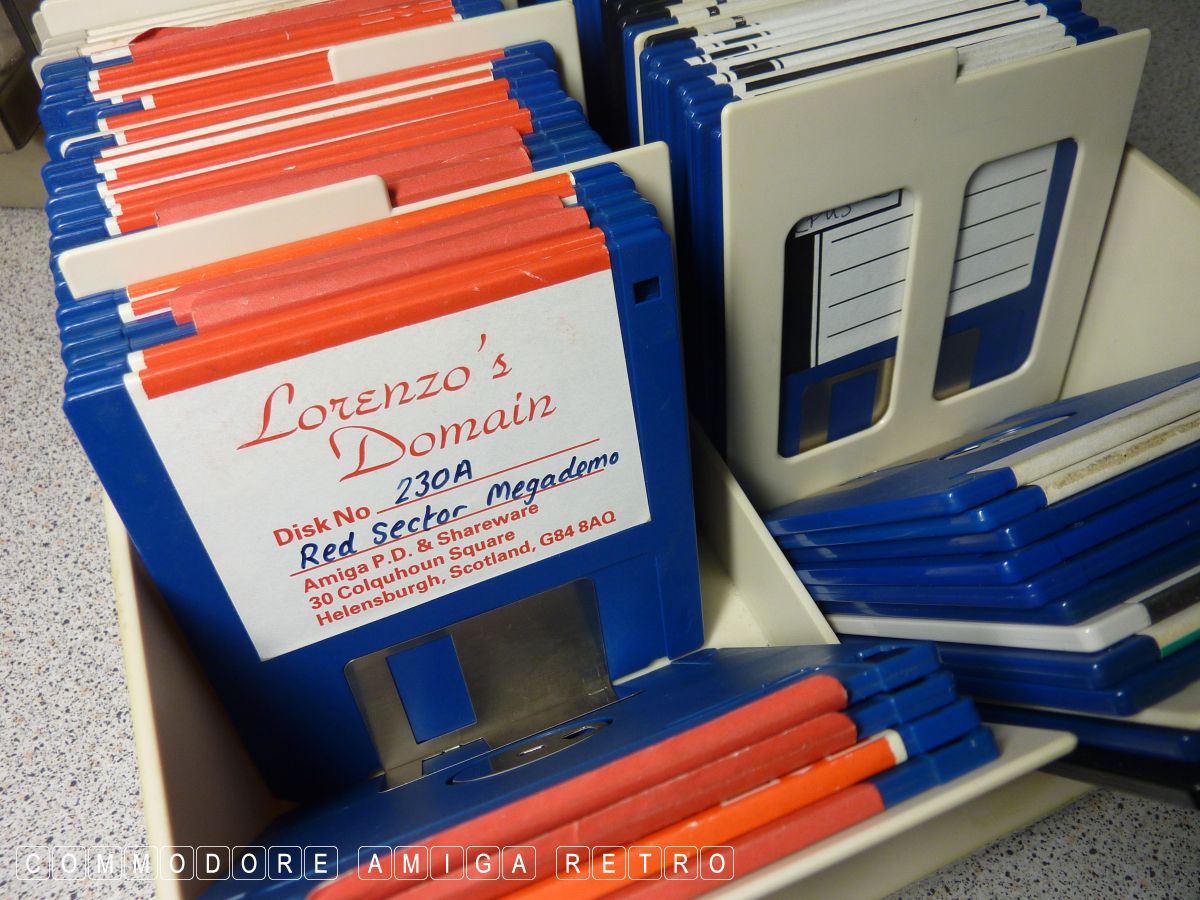 Lorenzo's
Domain
Disk No 230A
Red Sector Megademo
Amiga P.D. & Shareware
30 Colquhoun Square
Helensburgh, Scotland, G84 8AQ
COMMODORE AMIGA RETRO